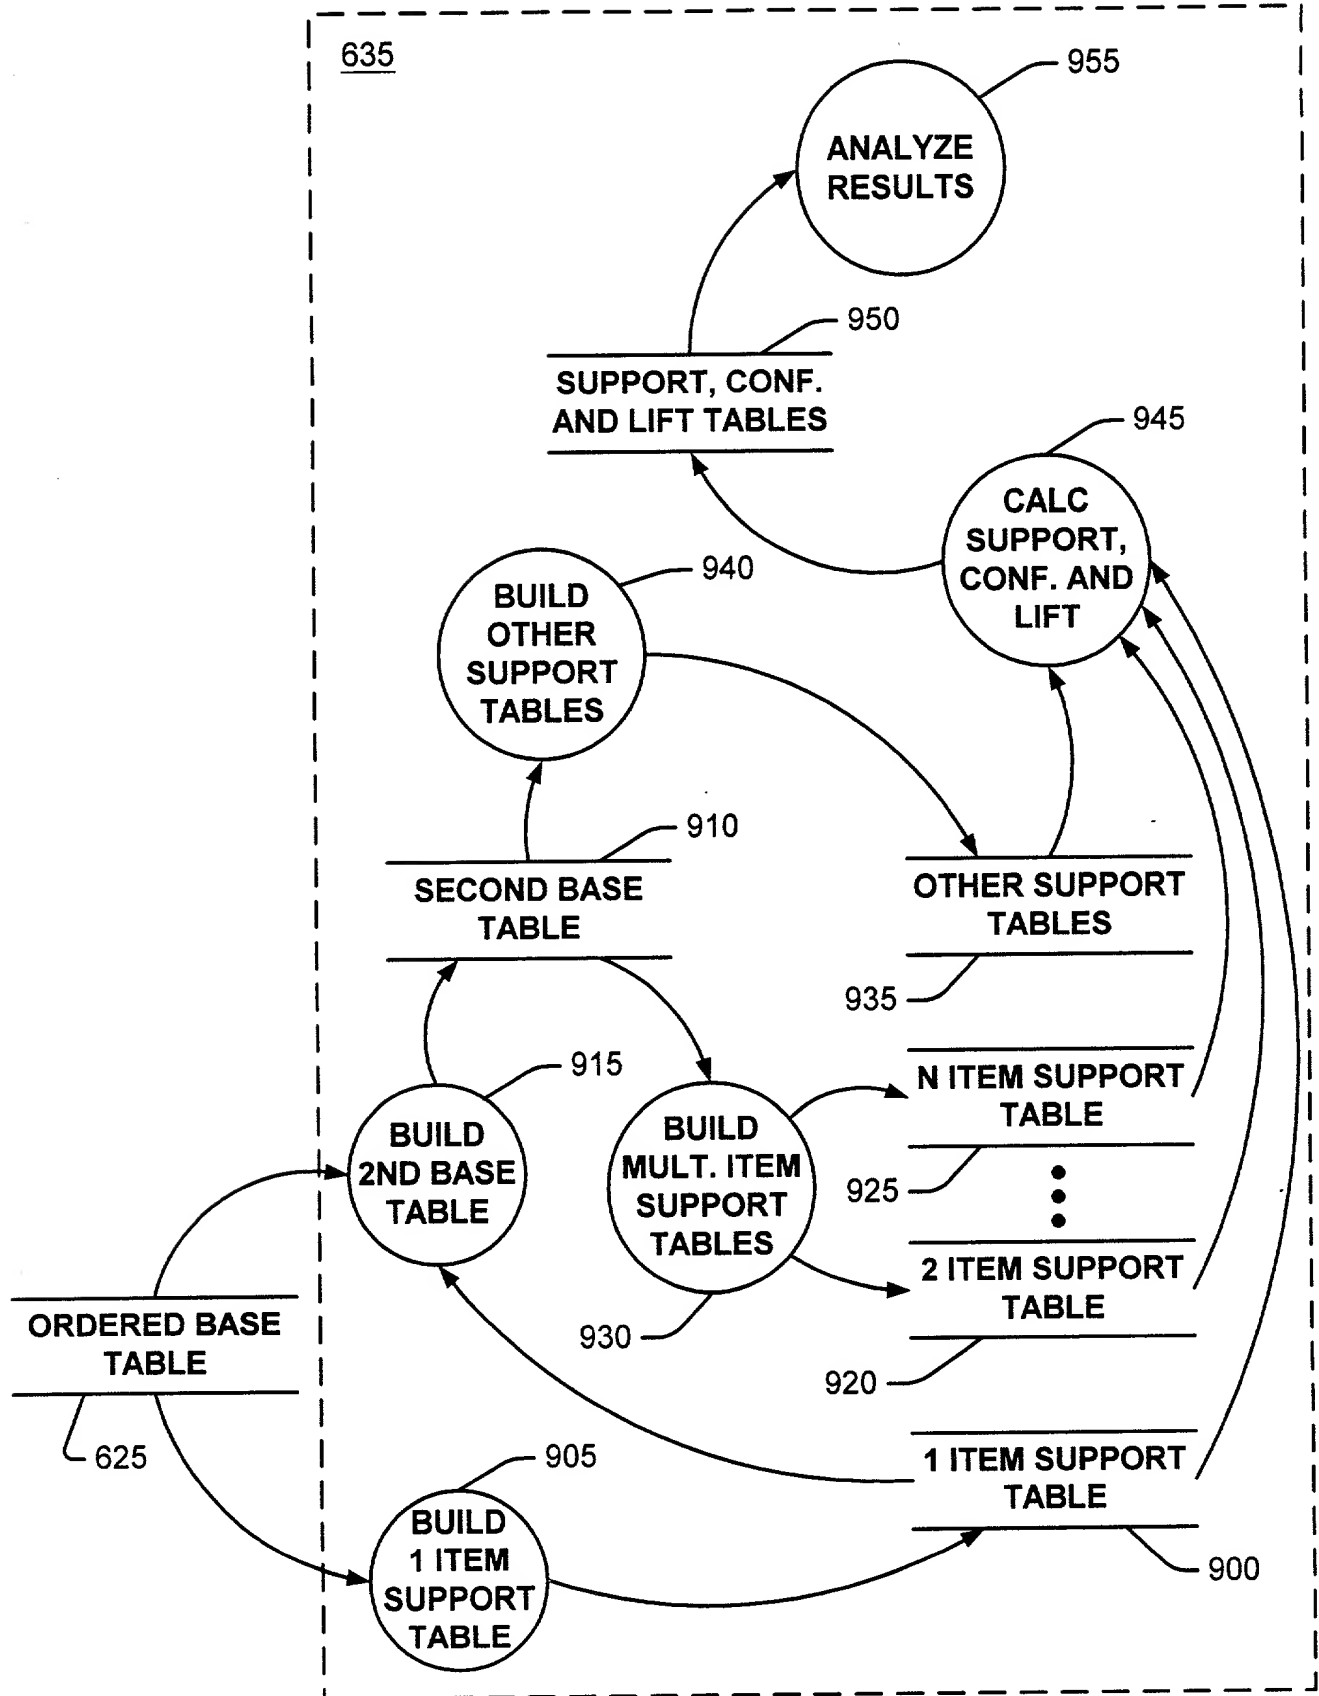 635
955
ANALYZE
RESULTS
950
SUPPORT, CONF.
AND LIFT TABLES
945
CALC
SUPPORT,
CONF. AND
LIFT
940
BUILD
OTHER
SUPPORT
TABLES
910
SECOND BASE
TABLE
OTHER SUPPORT
TABLES
935
915
BUILD
2ND BASE
TABLE
BUILD
MULT. ITEM
SUPPORT
TABLES
930
N ITEM SUPPORT
TABLE
925
2 ITEM SUPPORT
TABLE
920
ORDERED BASE
TABLE
625
905
BUILD
1 ITEM
SUPPORT
TABLE
1 ITEM SUPPORT
TABLE
900